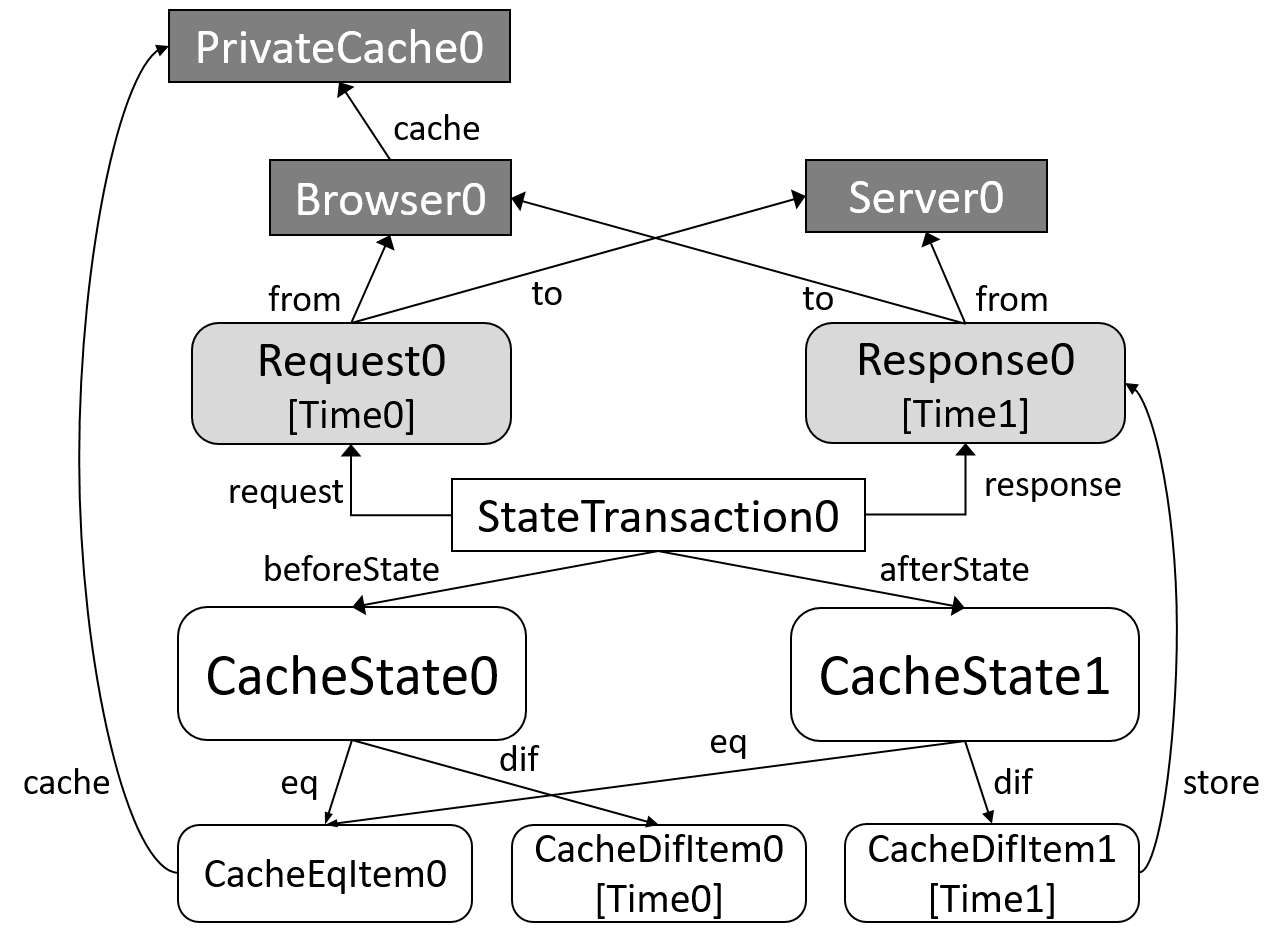 PrivateCache0
cache
Browser0
Server0
from
to
to
from
Request0
[Time0]
Response0
[Time1]
request
response
StateTransaction0
beforeState
afterState
CacheState0
CacheState1
cache
eq
dif
eq
dif
store
CacheEqItem0
CacheDifItem0
[Time0]
CacheDifItem1
[Time1]